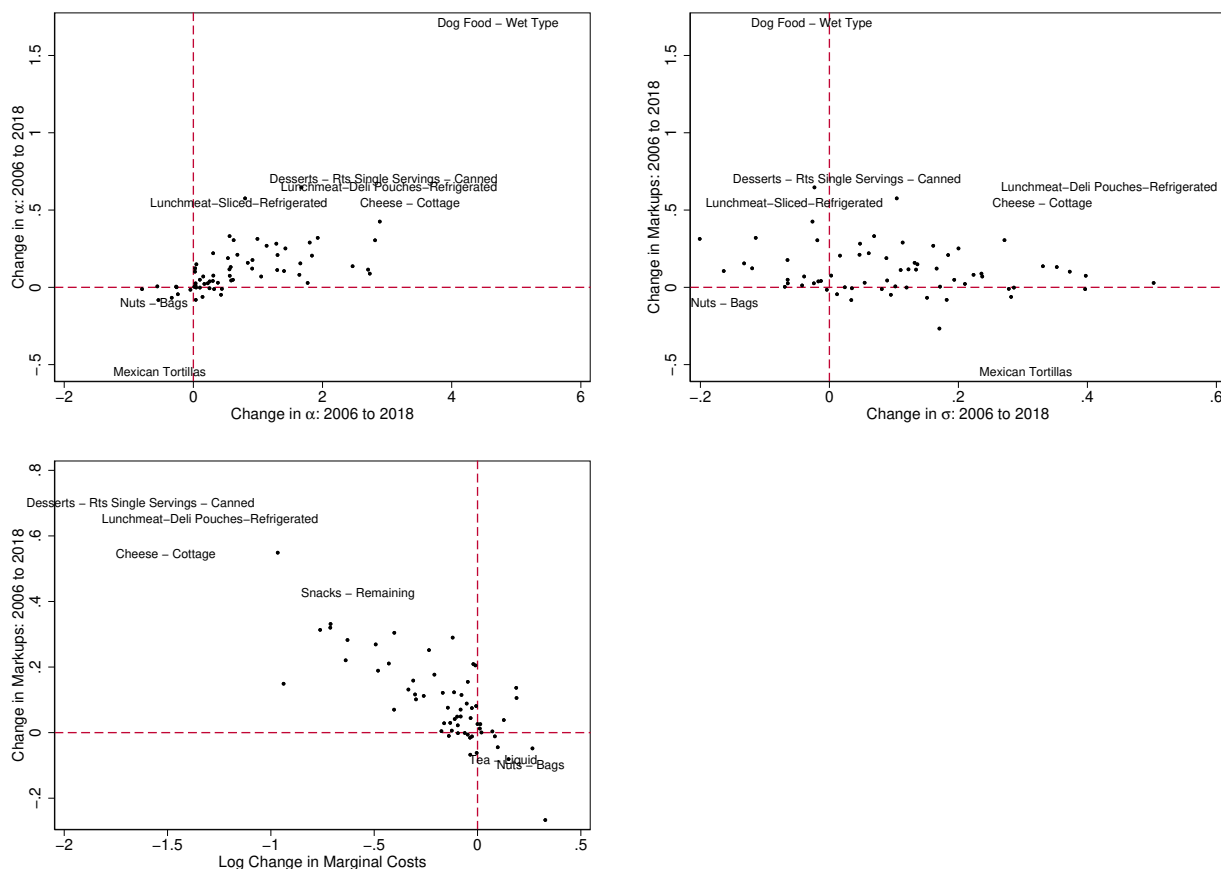 Change in α: 2006 to 2018
1.5
1
.5
0
−.5
Dog Food − Wet Type
Desserts − Rts Single Servings − Canned
Lunchmeat−Deli Pouches−Refrigerated
Lunchmeat−Sliced−Refrigerated
Cheese − Cottage
Nuts − Bags
Mexican Tortillas
−2 0 2 4 6
Change in α: 2006 to 2018
Change in Markups: 2006 to 2018
1.5
1
.5
0
−.5
Dog Food − Wet Type
Desserts − Rts Single Servings − Canned
Lunchmeat−Deli Pouches−Refrigerated
Lunchmeat−Sliced−Refrigerated
Cheese − Cottage
Nuts − Bags
Mexican Tortillas
−.2 0 .2 .4 .6
Change in σ: 2006 to 2018
Change in Markups: 2006 to 2018
.8
.6
.4
.2
0
−.2
Desserts − Rts Single Servings − Canned
Lunchmeat−Deli Pouches−Refrigerated
Cheese − Cottage
Snacks − Remaining
Tea − Liquid
Nuts − Bags
−2 −1.5 −1 −.5 0 .5
Log Change in Marginal Costs